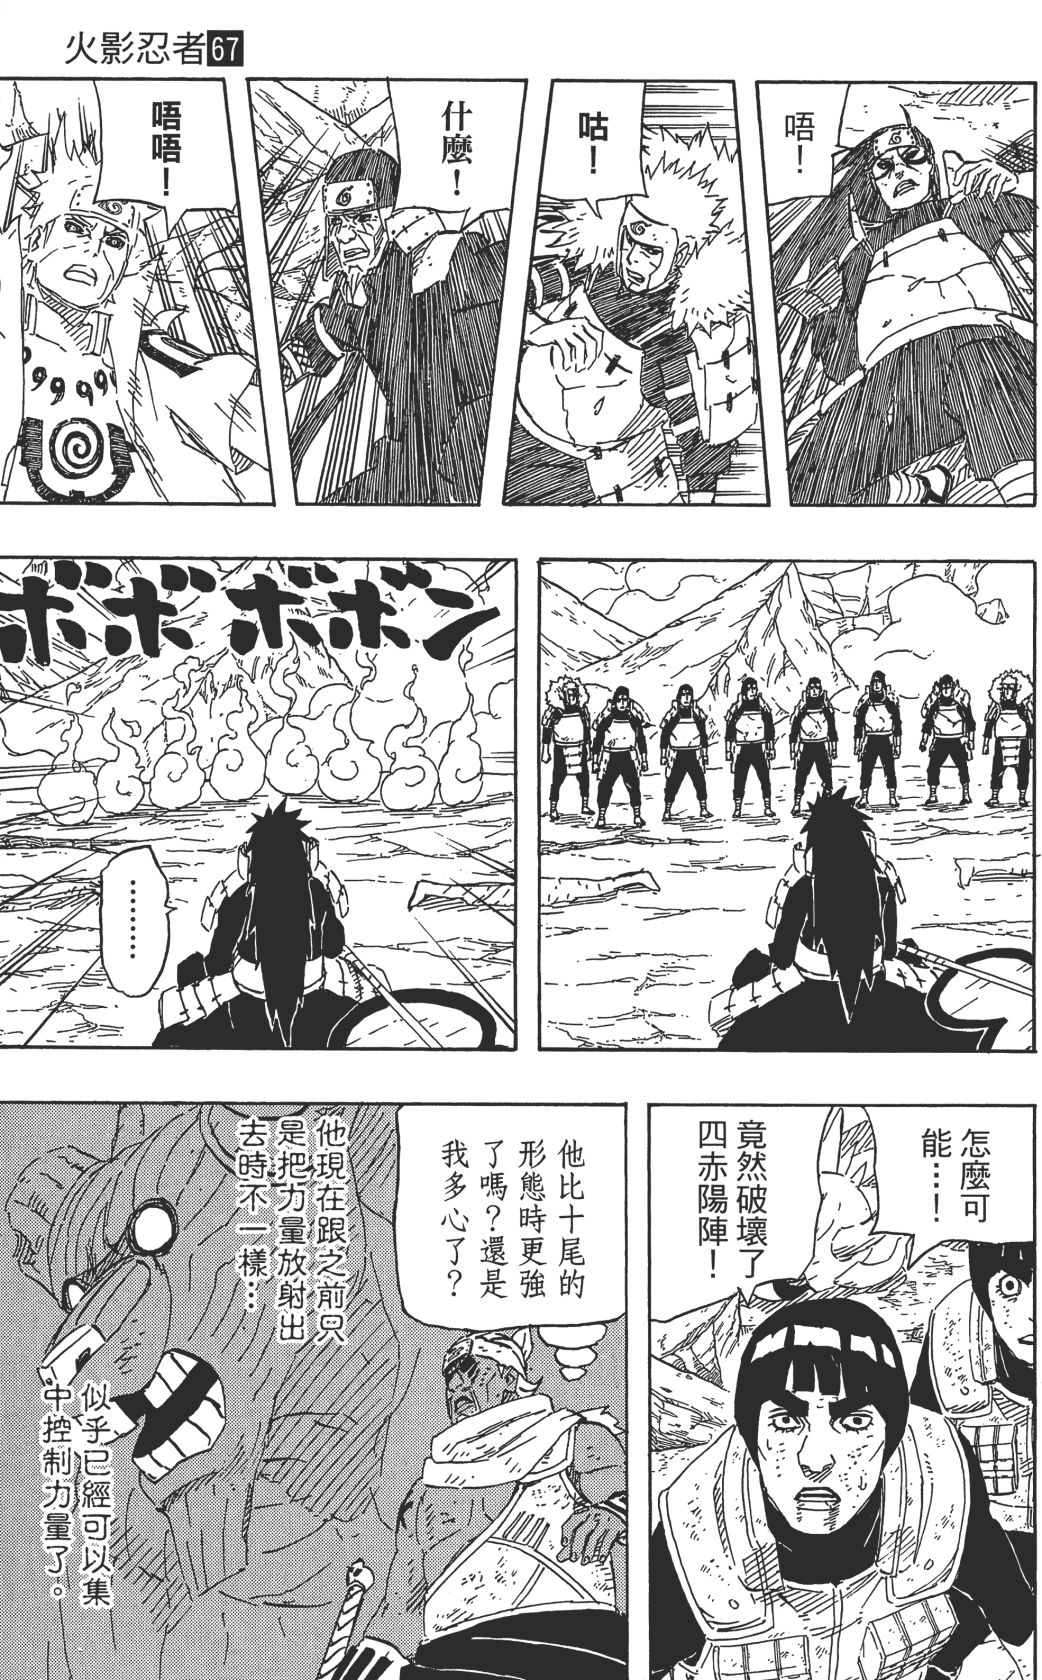 火影忍者67
唔！
咕！
什麼！
唔唔！
ボボボボン
………
怎麼可
能…！
竟然破壞了
四赤陽陣！
他比十尾的
形態時更強
了嗎？還是
我多心了？
他現在跟之前只
是把力量放射出
去時不一樣…
似乎已經可以集
中控制力量了。